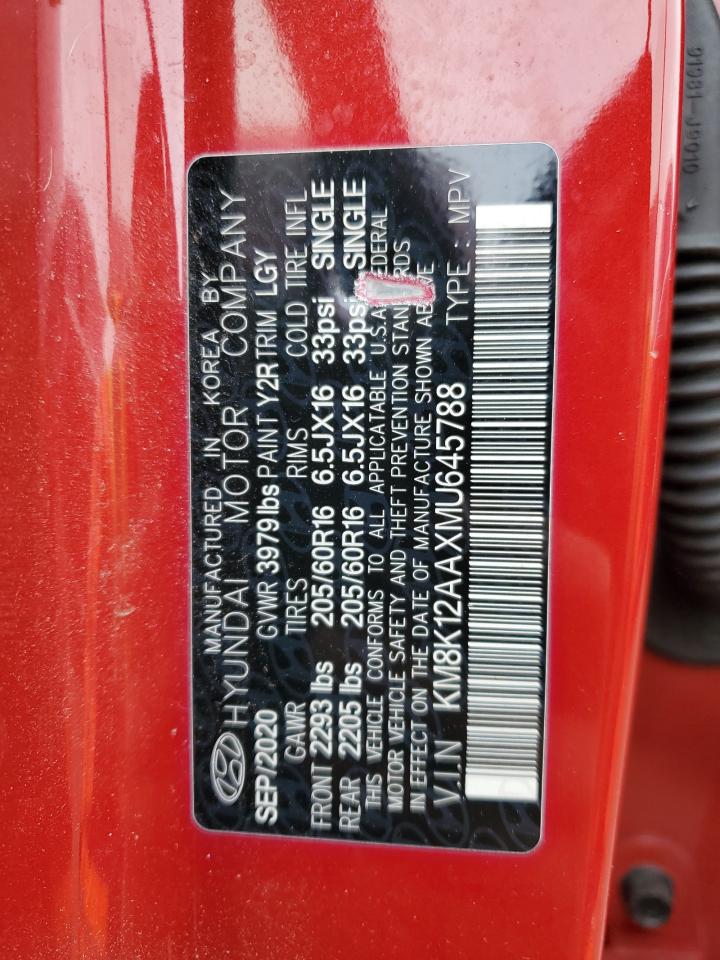 MANUFACTURED IN KOREA BY
HYUNDAI MOTOR COMPANY
SEP/2020 GVWR 3979 lbs PAINT Y2R TRIM LGY
GAWR TIRES RIMS COLD TIRE INFL
FRONT 2293 lbs 205/60R16 6.5JX16 33psi SINGLE
REAR 2205 lbs 205/60R16 6.5JX16 33psi SINGLE
THIS VEHICLE CONFORMS TO ALL APPLICATABLE U.S.A FEDERAL
MOTOR VEHICLE SAFETY AND THEFT PREVENTION STANDARDS
IN EFFECT ON THE DATE OF MANUFACTURE SHOWN ABOVE
V.I.N KM8K12AAXMU645788 TYPE : MPV
91981-J9010